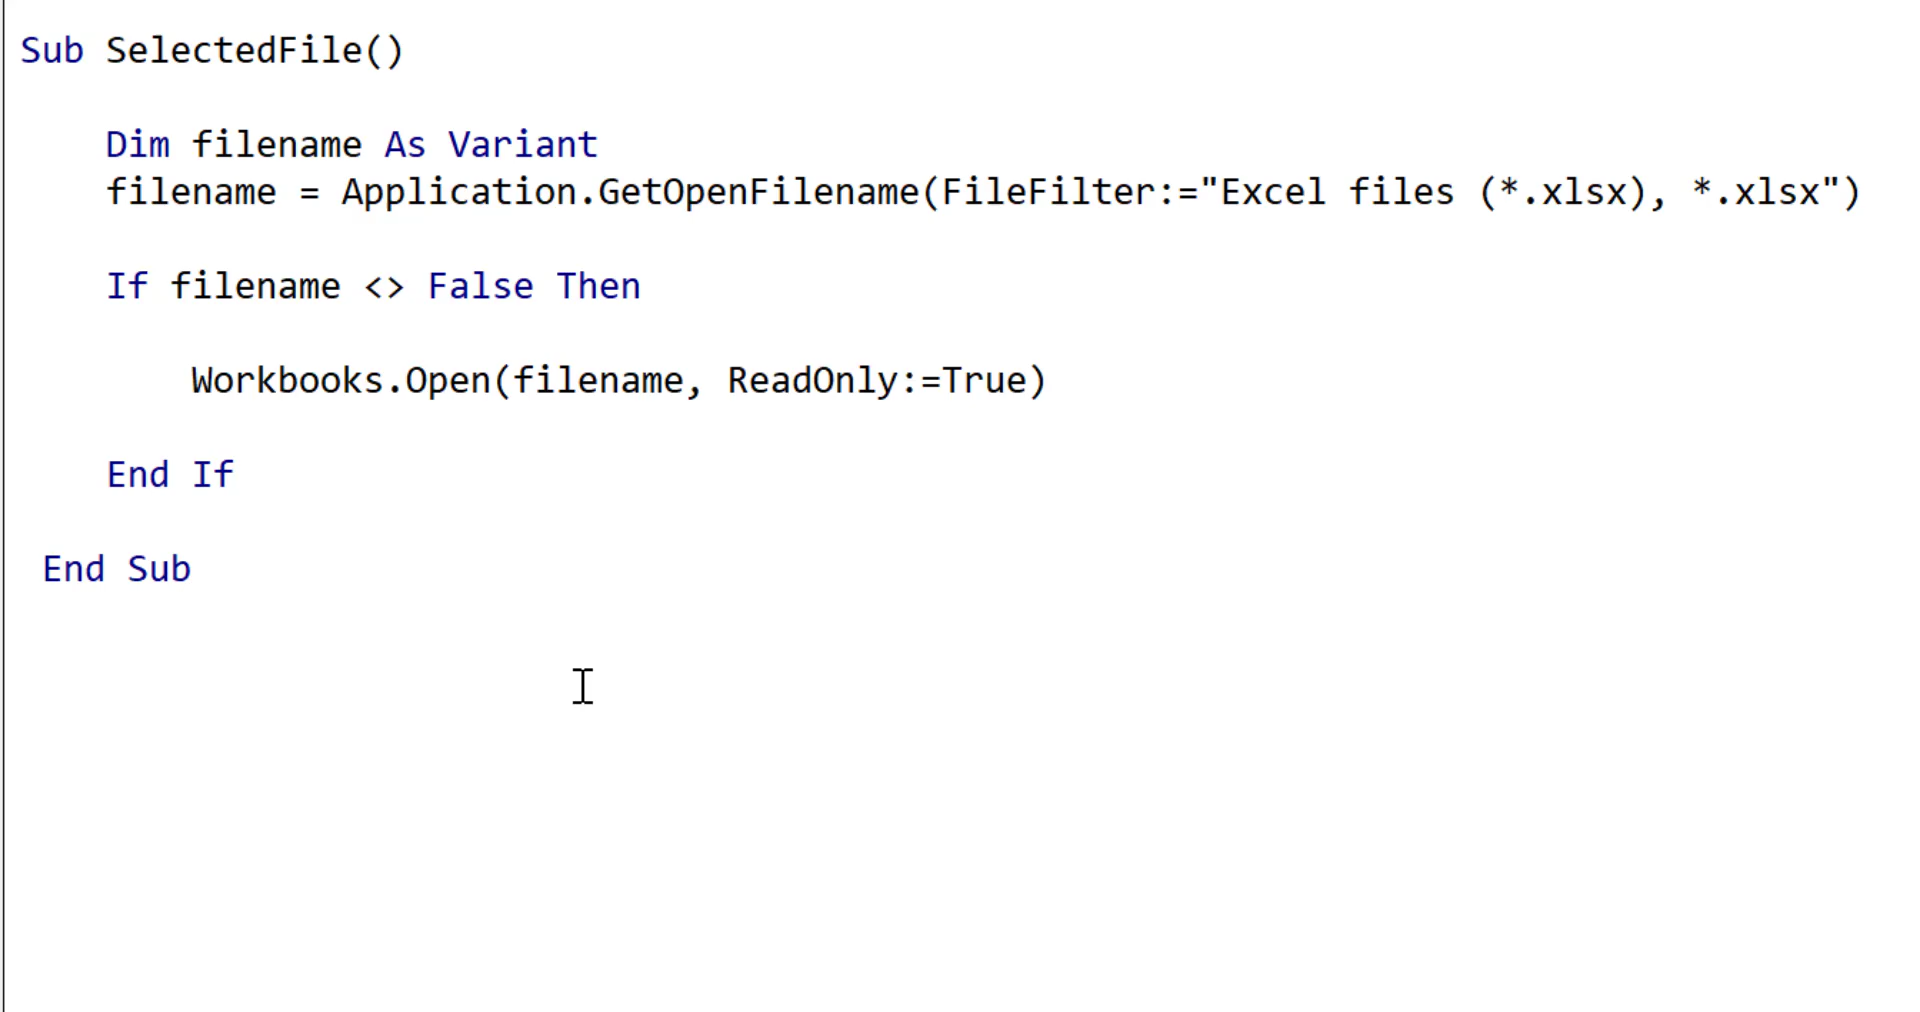 Sub SelectedFile()
Dim filename As Variant
filename = Application.GetOpenFilename(FileFilter:="Excel files (*.xlsx), *.xlsx")
If filename <> False Then
Workbooks.Open(filename, ReadOnly:=True)
End If
End Sub